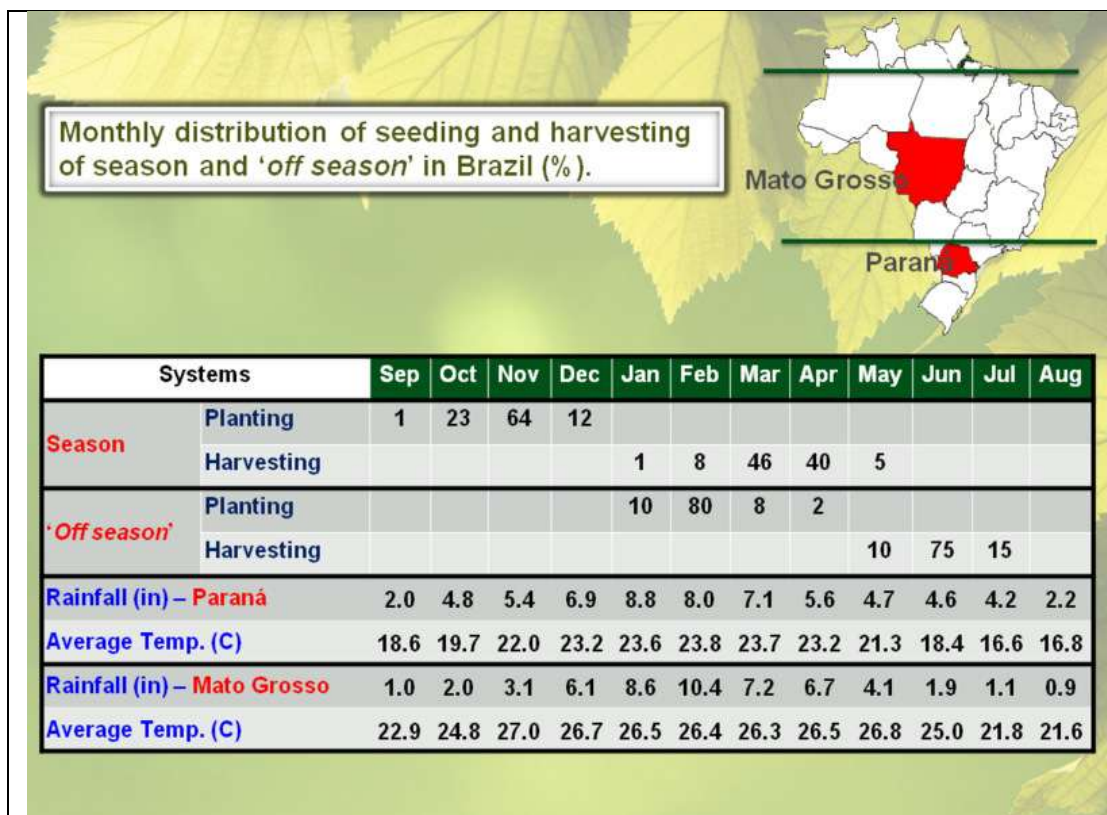 Monthly distribution of seeding and harvesting
of season and 'off season' in Brazil (%).
Mato Grosso
Paraná
Systems Sep Oct Nov Dec Jan Feb Mar Apr May Jun Jul Aug
Season
Planting 1 23 64 12
Harvesting 1 8 46 40 5
'Off season'
Planting 10 80 8 2
Harvesting 10 75 15
Rainfall (in) – Paraná 2.0 4.8 5.4 6.9 8.8 8.0 7.1 5.6 4.7 4.6 4.2 2.2
Average Temp. (C) 18.6 19.7 22.0 23.2 23.6 23.8 23.7 23.2 21.3 18.4 16.6 16.8
Rainfall (in) – Mato Grosso 1.0 2.0 3.1 6.1 8.6 10.4 7.2 6.7 4.1 1.9 1.1 0.9
Average Temp. (C) 22.9 24.8 27.0 26.7 26.5 26.4 26.3 26.5 26.8 25.0 21.8 21.6